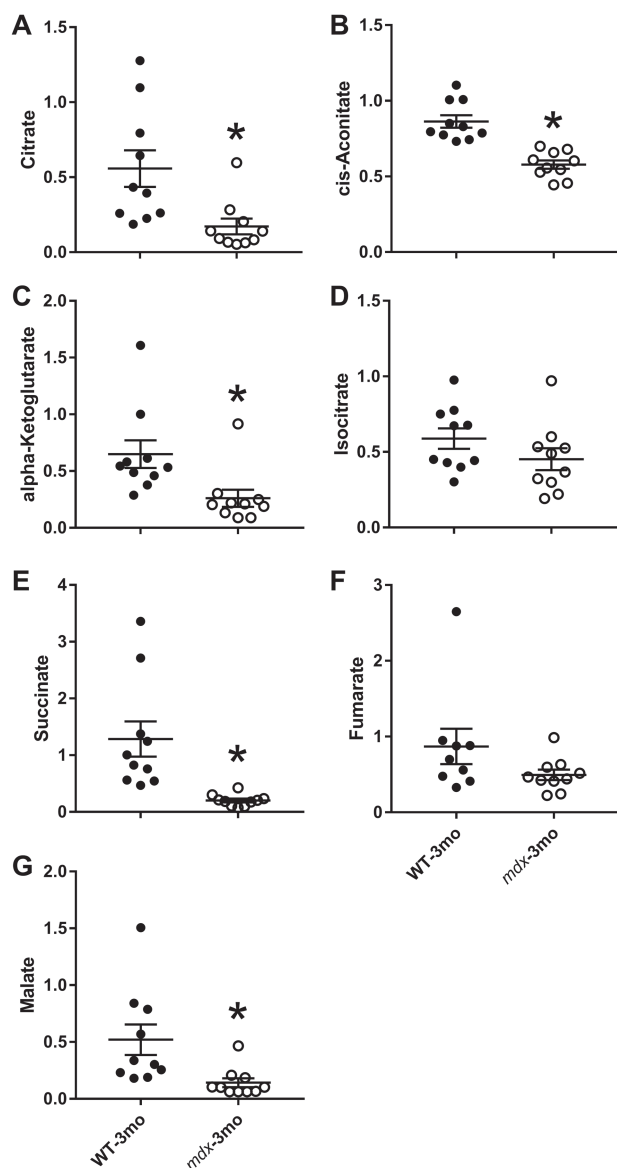 A
Citrate
1.5
1.0
0.5
0.0
*
B
cis-Aconitate
1.5
1.0
0.5
0.0
*
C
alpha-Ketoglutarate
2.0
1.5
1.0
0.5
0.0
*
D
Isocitrate
1.5
1.0
0.5
0.0
E
Succinate
4
3
2
1
0
*
F
Fumarate
3
2
1
0
WT-3mo
mdx-3mo
G
Malate
2.0
1.5
1.0
0.5
0.0
*
WT-3mo
mdx-3mo